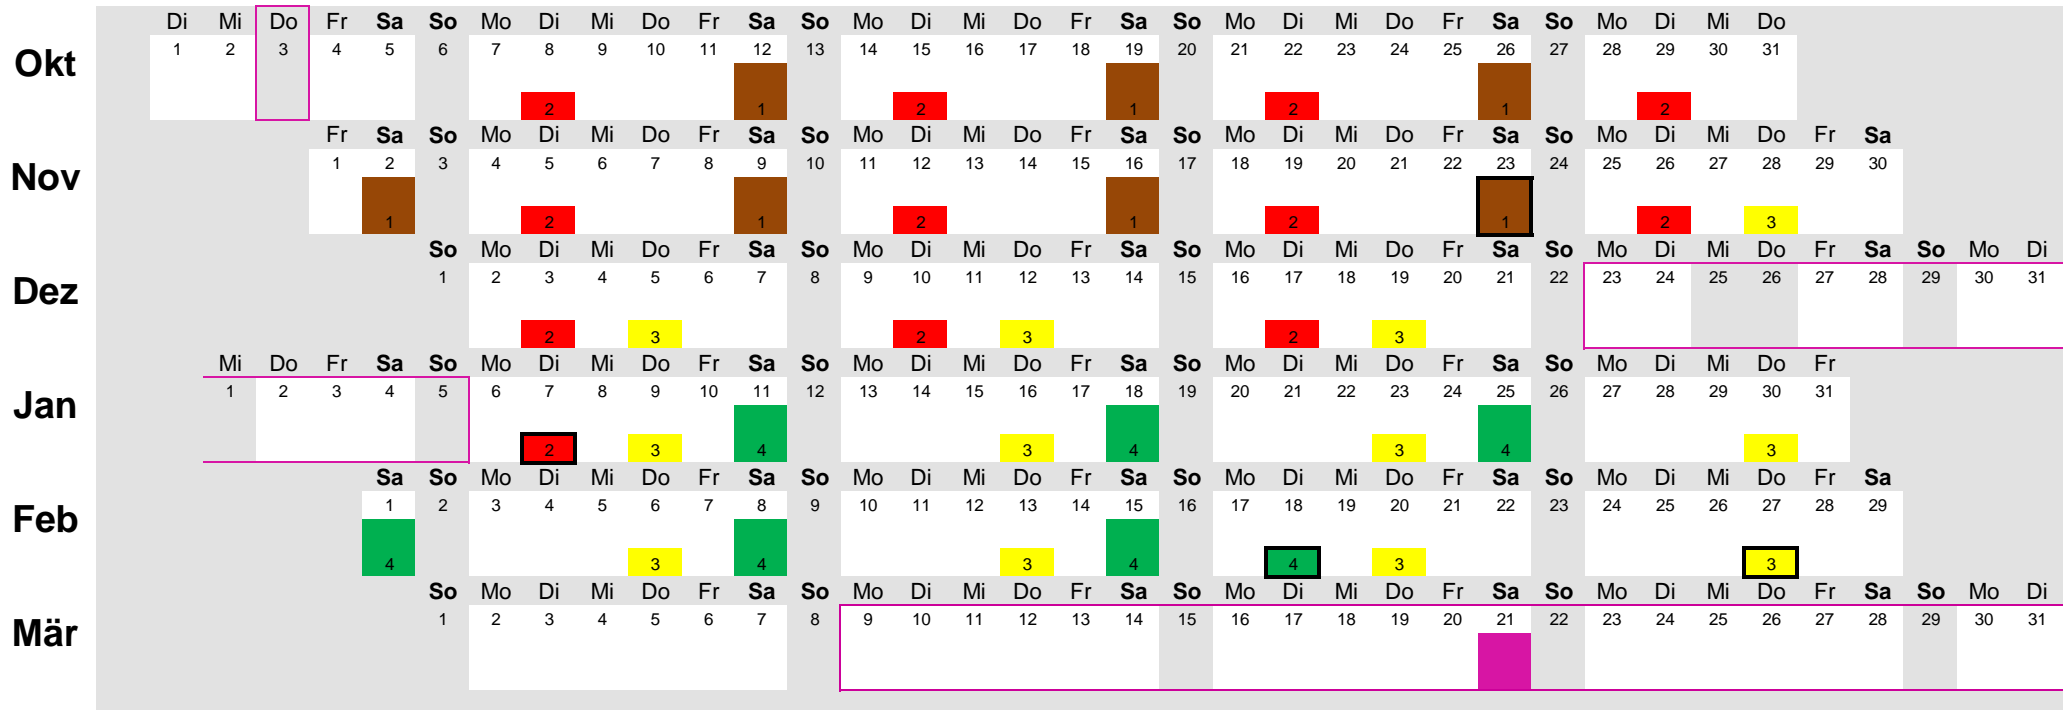 Di Mi Do Fr Sa So Mo Di Mi Do Fr Sa So Mo Di Mi Do Fr Sa So Mo Di Mi Do Fr Sa So Mo Di Mi Do
Okt 1 2 3 4 5 6 7 8 9 10 11 12 13 14 15 16 17 18 19 20 21 22 23 24 25 26 27 28 29 30 31
2 1 2 1 2 1 2
Fr Sa So Mo Di Mi Do Fr Sa So Mo Di Mi Do Fr Sa So Mo Di Mi Do Fr Sa So Mo Di Mi Do Fr Sa
Nov 1 2 3 4 5 6 7 8 9 10 11 12 13 14 15 16 17 18 19 20 21 22 23 24 25 26 27 28 29 30
1 2 1 2 1 2 1 2 3
So Mo Di Mi Do Fr Sa So Mo Di Mi Do Fr Sa So Mo Di Mi Do Fr Sa So Mo Di Mi Do Fr Sa So Mo Di
Dez 1 2 3 4 5 6 7 8 9 10 11 12 13 14 15 16 17 18 19 20 21 22 23 24 25 26 27 28 29 30 31
2 3 2 3 2 3
Mi Do Fr Sa So Mo Di Mi Do Fr Sa So Mo Di Mi Do Fr Sa So Mo Di Mi Do Fr Sa So Mo Di Mi Do Fr
Jan 1 2 3 4 5 6 7 8 9 10 11 12 13 14 15 16 17 18 19 20 21 22 23 24 25 26 27 28 29 30 31
2 3 4 3 4 3 4 3
Sa So Mo Di Mi Do Fr Sa So Mo Di Mi Do Fr Sa So Mo Di Mi Do Fr Sa So Mo Di Mi Do Fr Sa
Feb 1 2 3 4 5 6 7 8 9 10 11 12 13 14 15 16 17 18 19 20 21 22 23 24 25 26 27 28 29
4 3 4 3 4 4 3 3
So Mo Di Mi Do Fr Sa So Mo Di Mi Do Fr Sa So Mo Di Mi Do Fr Sa So Mo Di Mi Do Fr Sa So Mo Di
Mär 1 2 3 4 5 6 7 8 9 10 11 12 13 14 15 16 17 18 19 20 21 22 23 24 25 26 27 28 29 30 31